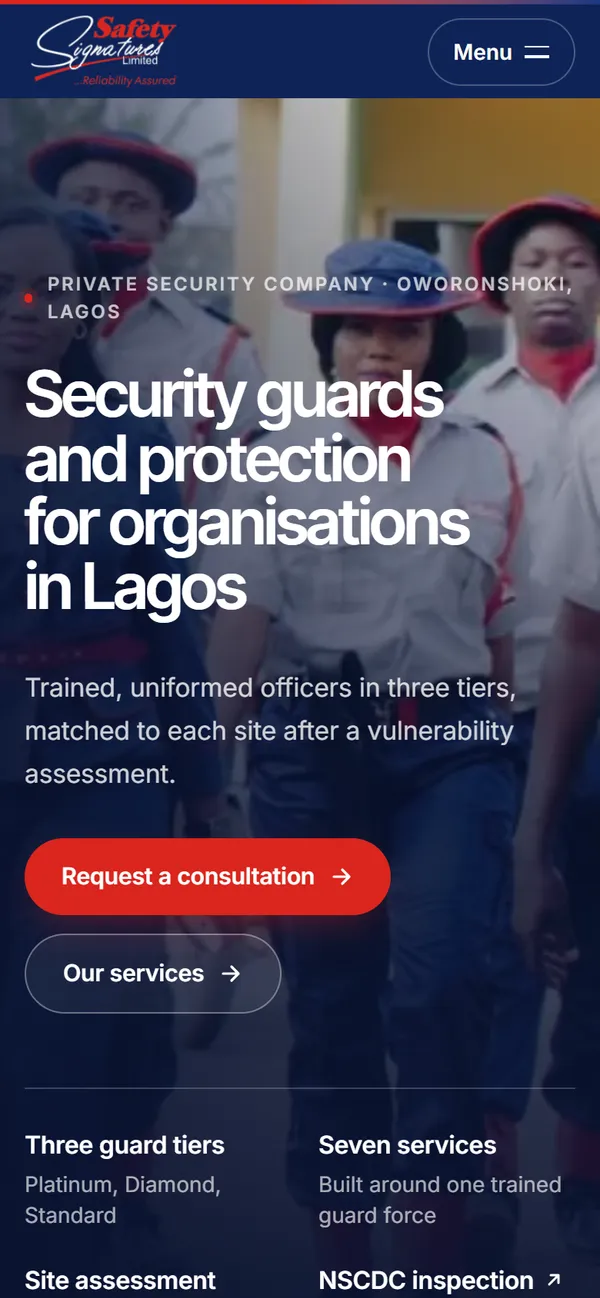 Safety
Signatures
Limited
...Reliability Assured
Menu
PRIVATE SECURITY COMPANY · OWORONSHOKI,
LAGOS
Security guards
and protection
for organisations
in Lagos
Trained, uniformed officers in three tiers,
matched to each site after a vulnerability
assessment.
Request a consultation →
Our services →
Three guard tiers
Platinum, Diamond,
Standard
Seven services
Built around one trained
guard force
Site assessment
NSCDC inspection ↗